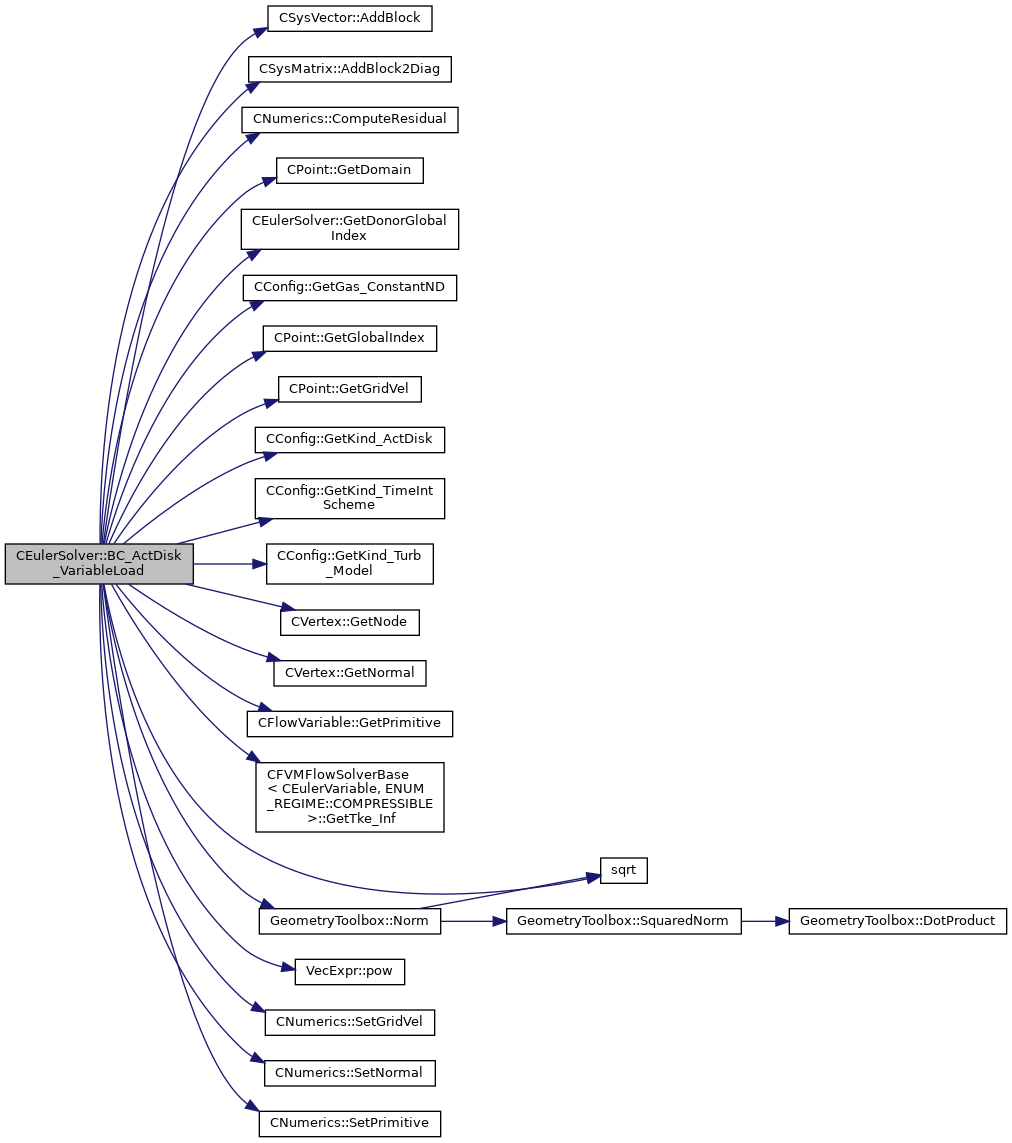 CSysVector::AddBlock
CSysMatrix::AddBlock2Diag
CNumerics::ComputeResidual
CPoint::GetDomain
CEulerSolver::GetDonorGlobal
Index
CConfig::GetGas_ConstantND
CPoint::GetGlobalIndex
CPoint::GetGridVel
CConfig::GetKind_ActDisk
CConfig::GetKind_TimeInt
Scheme
CEulerSolver::BC_ActDisk
_VariableLoad
CConfig::GetKind_Turb
_Model
CVertex::GetNode
CVertex::GetNormal
CFlowVariable::GetPrimitive
CFVMFlowSolverBase
< CEulerVariable, ENUM
_REGIME::COMPRESSIBLE
>::GetTke_Inf
sqrt
GeometryToolbox::Norm
GeometryToolbox::SquaredNorm
GeometryToolbox::DotProduct
VecExpr::pow
CNumerics::SetGridVel
CNumerics::SetNormal
CNumerics::SetPrimitive